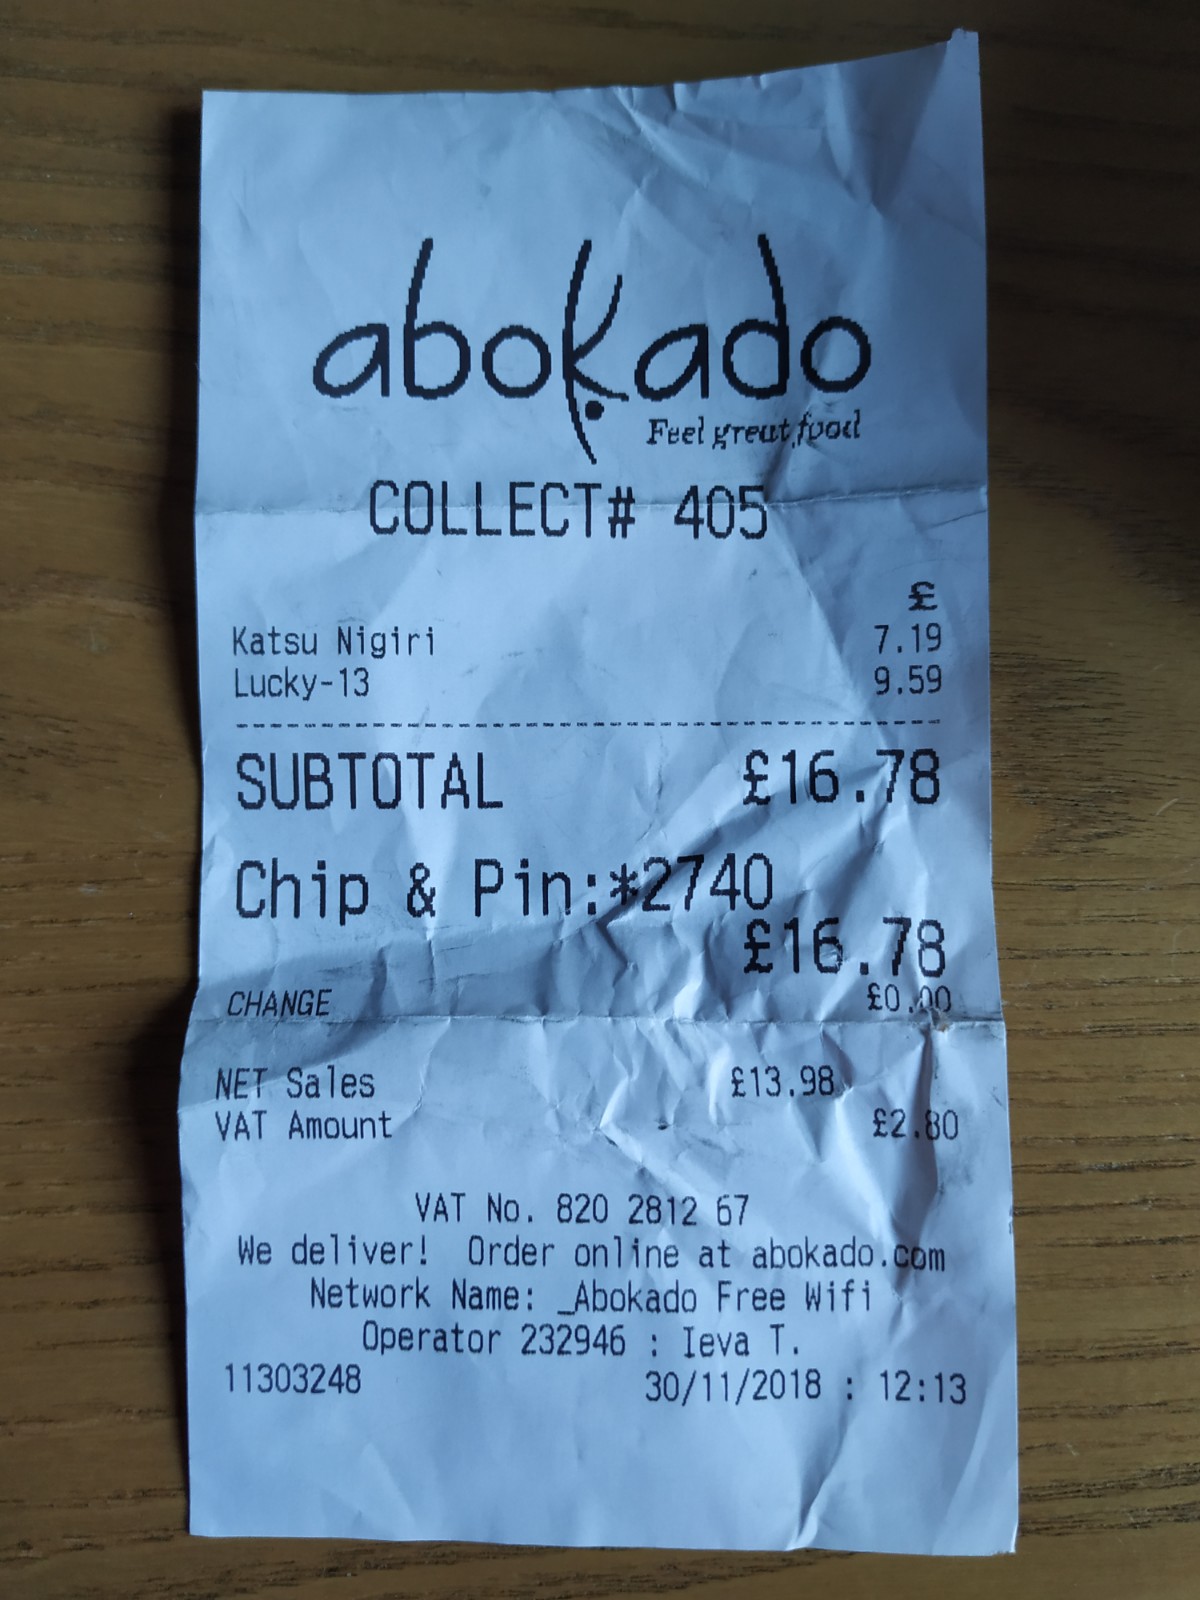 abokado
Feel great food
COLLECT# 405
£
Katsu Nigiri 7.19
Lucky-13 9.59
SUBTOTAL £16.78
Chip & Pin:*2740
£16.78
CHANGE £0.00
NET Sales £13.98
VAT Amount £2.80
VAT No. 820 2812 67
We deliver! Order online at abokado.com
Network Name: _Abokado Free Wifi
Operator 232946 : Ieva T.
11303248 30/11/2018 : 12:13